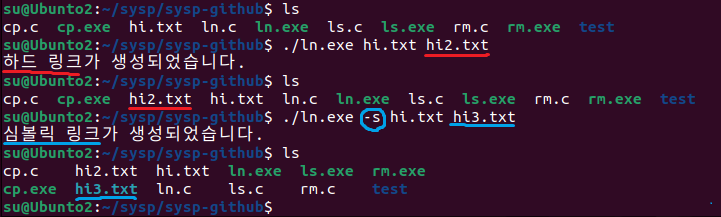 su@Ubunto2:~/sysp/sysp-github$ ls
cp.c cp.exe hi.txt ln.c ln.exe ls.c ls.exe rm.c rm.exe test
su@Ubunto2:~/sysp/sysp-github$ ./ln.exe hi.txt hi2.txt
하드 링크가 생성되었습니다.
su@Ubunto2:~/sysp/sysp-github$ ls
cp.c cp.exe hi2.txt hi.txt ln.c ln.exe ls.c ls.exe rm.c rm.exe test
su@Ubunto2:~/sysp/sysp-github$ ./ln.exe -s hi.txt hi3.txt
심볼릭 링크가 생성되었습니다.
su@Ubunto2:~/sysp/sysp-github$ ls
cp.c hi2.txt hi.txt ln.exe ls.exe rm.exe
cp.exe hi3.txt ln.c ls.c rm.c test
su@Ubunto2:~/sysp/sysp-github$